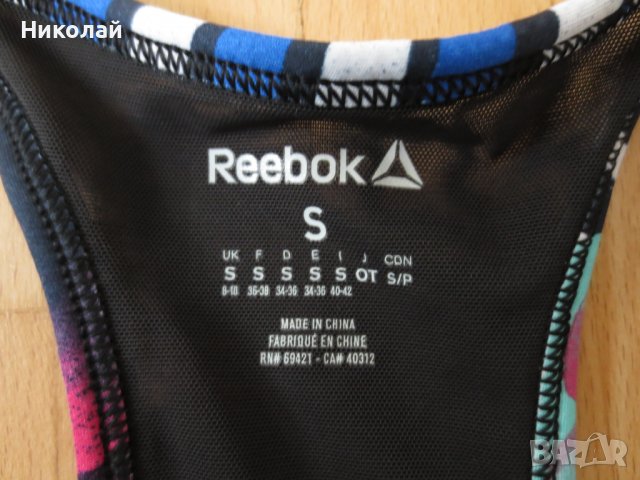 Николай
Reebok
S
UK F D E I J CDN
S S S S S OT S/P
8-10 36-38 34-36 34-36 40-42
MADE IN CHINA
FABRIQUÉ EN CHINE
RN# 69421 - CA# 40312
BAZAR